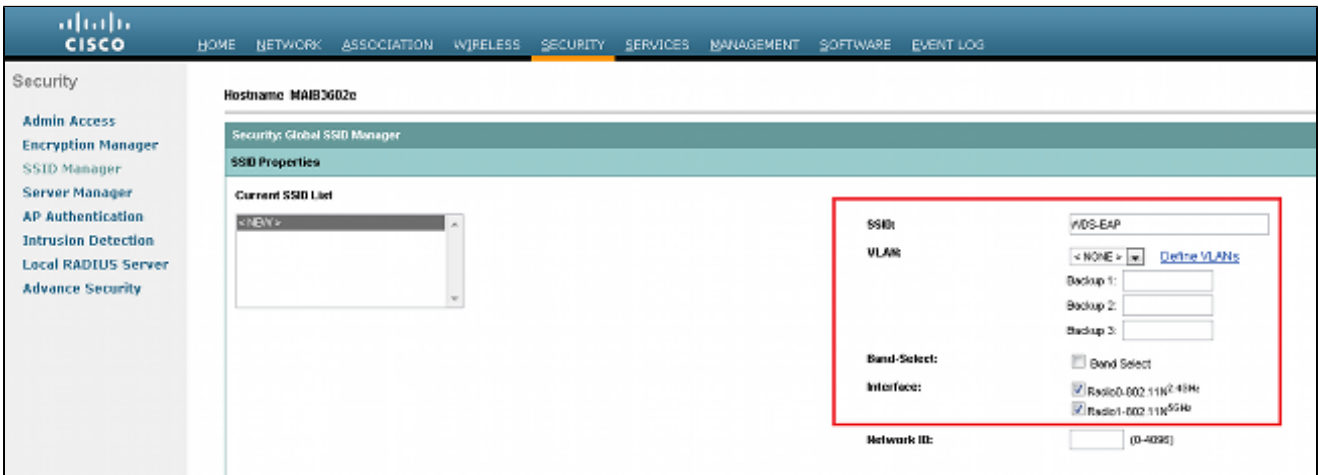 CISCO
HOME NETWORK ASSOCIATION WIRELESS SECURITY SERVICES MANAGEMENT SOFTWARE EVENT LOG
Security
Admin Access
Encryption Manager
SSID Manager
Server Manager
AP Authentication
Intrusion Detection
Local RADIUS Server
Advance Security
Hostname MAIB3602e
Security: Global SSID Manager
SSID Properties
Current SSID List
< NEW >
SSID: WDS-EAP
VLAN: < NONE > Define VLANs
Backup 1:
Backup 2:
Backup 3:
Band-Select: Band Select
Interface: Radio0-802.11N2.4GHz
Radio1-802.11N5GHz
Network ID: (0-4096)